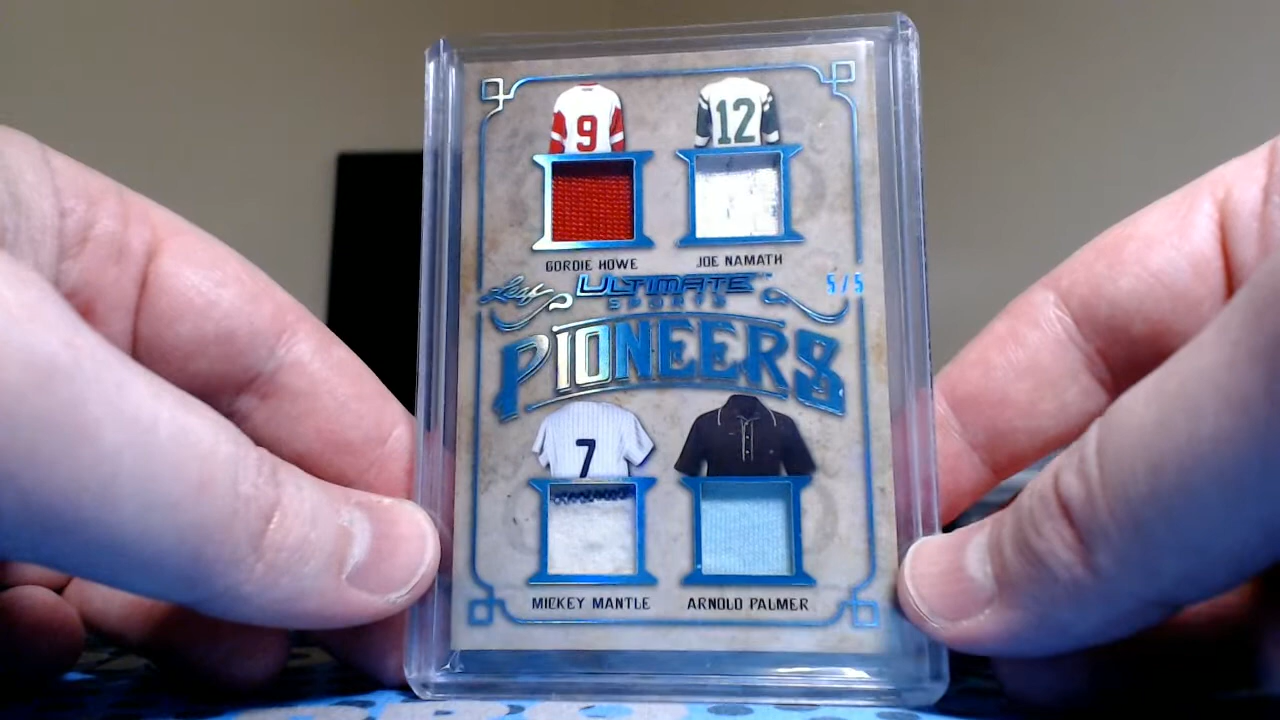 9
12
GORDIE HOWE
JOE NAMATH
Leaf
ULTIMATE
SPORTS
5/5
PIONEERS
7
MICKEY MANTLE
ARNOLD PALMER